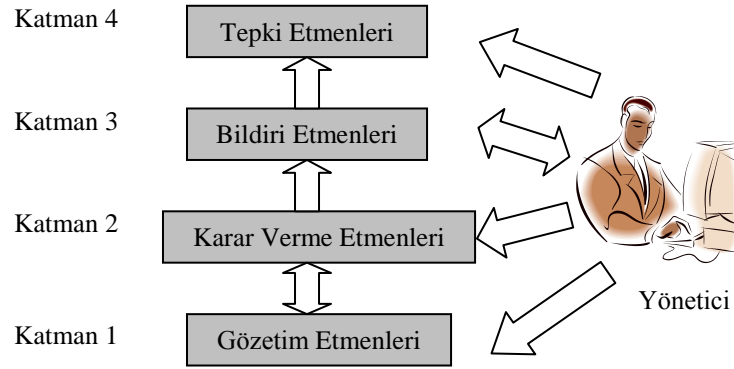 Katman 4
Tepki Etmenleri
Katman 3
Bildiri Etmenleri
Katman 2
Karar Verme Etmenleri
Yönetici
Katman 1
Gözetim Etmenleri